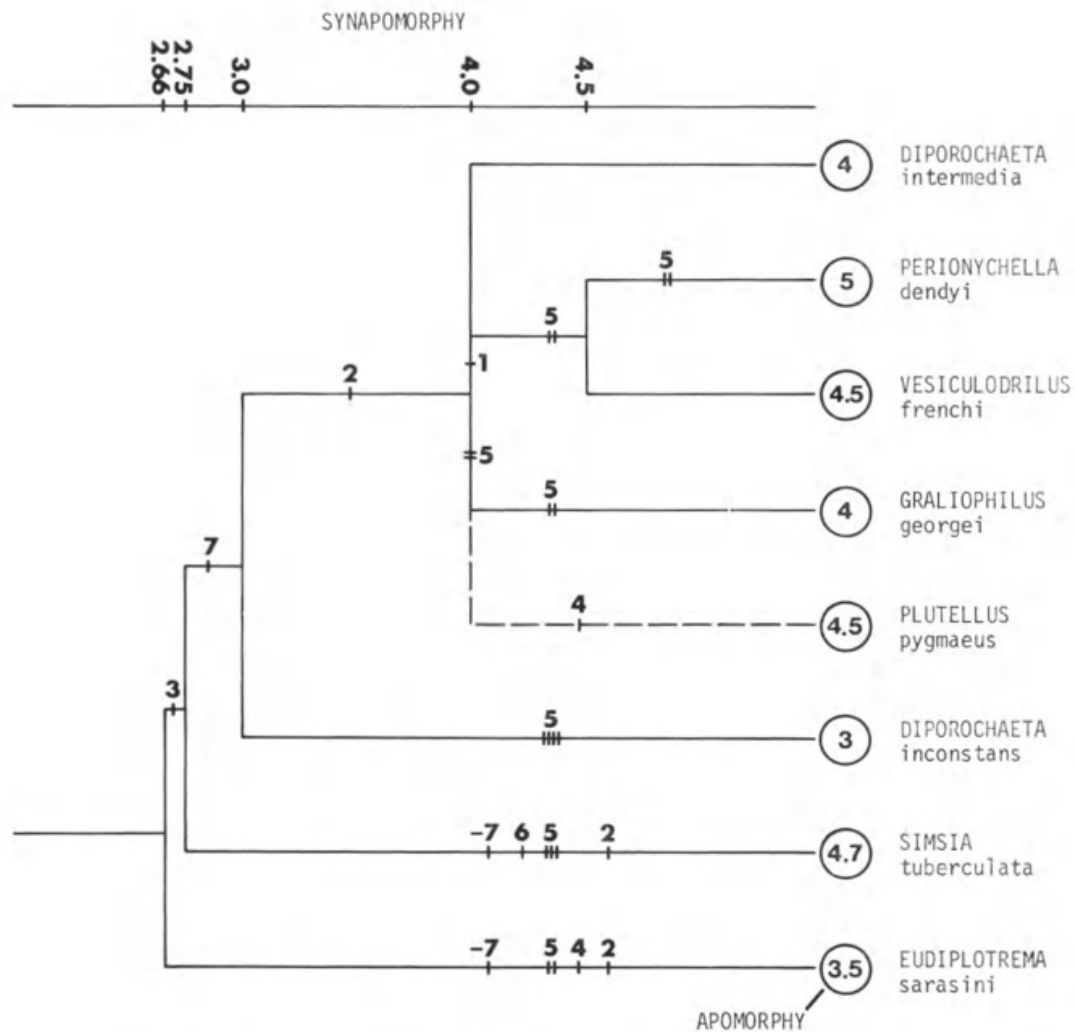 SYNAPOMORPHY
2.66 2.75 3.0 4.0 4.5
4 DIPOROCHAETA
intermedia
5
5 PERIONYCHELLA
dendyi
5
1
2
4.5 VESICULODRILUS
frenchi
5
5
4 GRALIOPHILUS
georgei
7
4
4.5 PLUTELLUS
pygmaeus
3
5
3 DIPOROCHAETA
inconstans
-7 6 5 2
4.7 SIMSIA
tuberculata
-7 5 4 2
3.5 EUDIPLOTREMA
sarasini
APOMORPHY